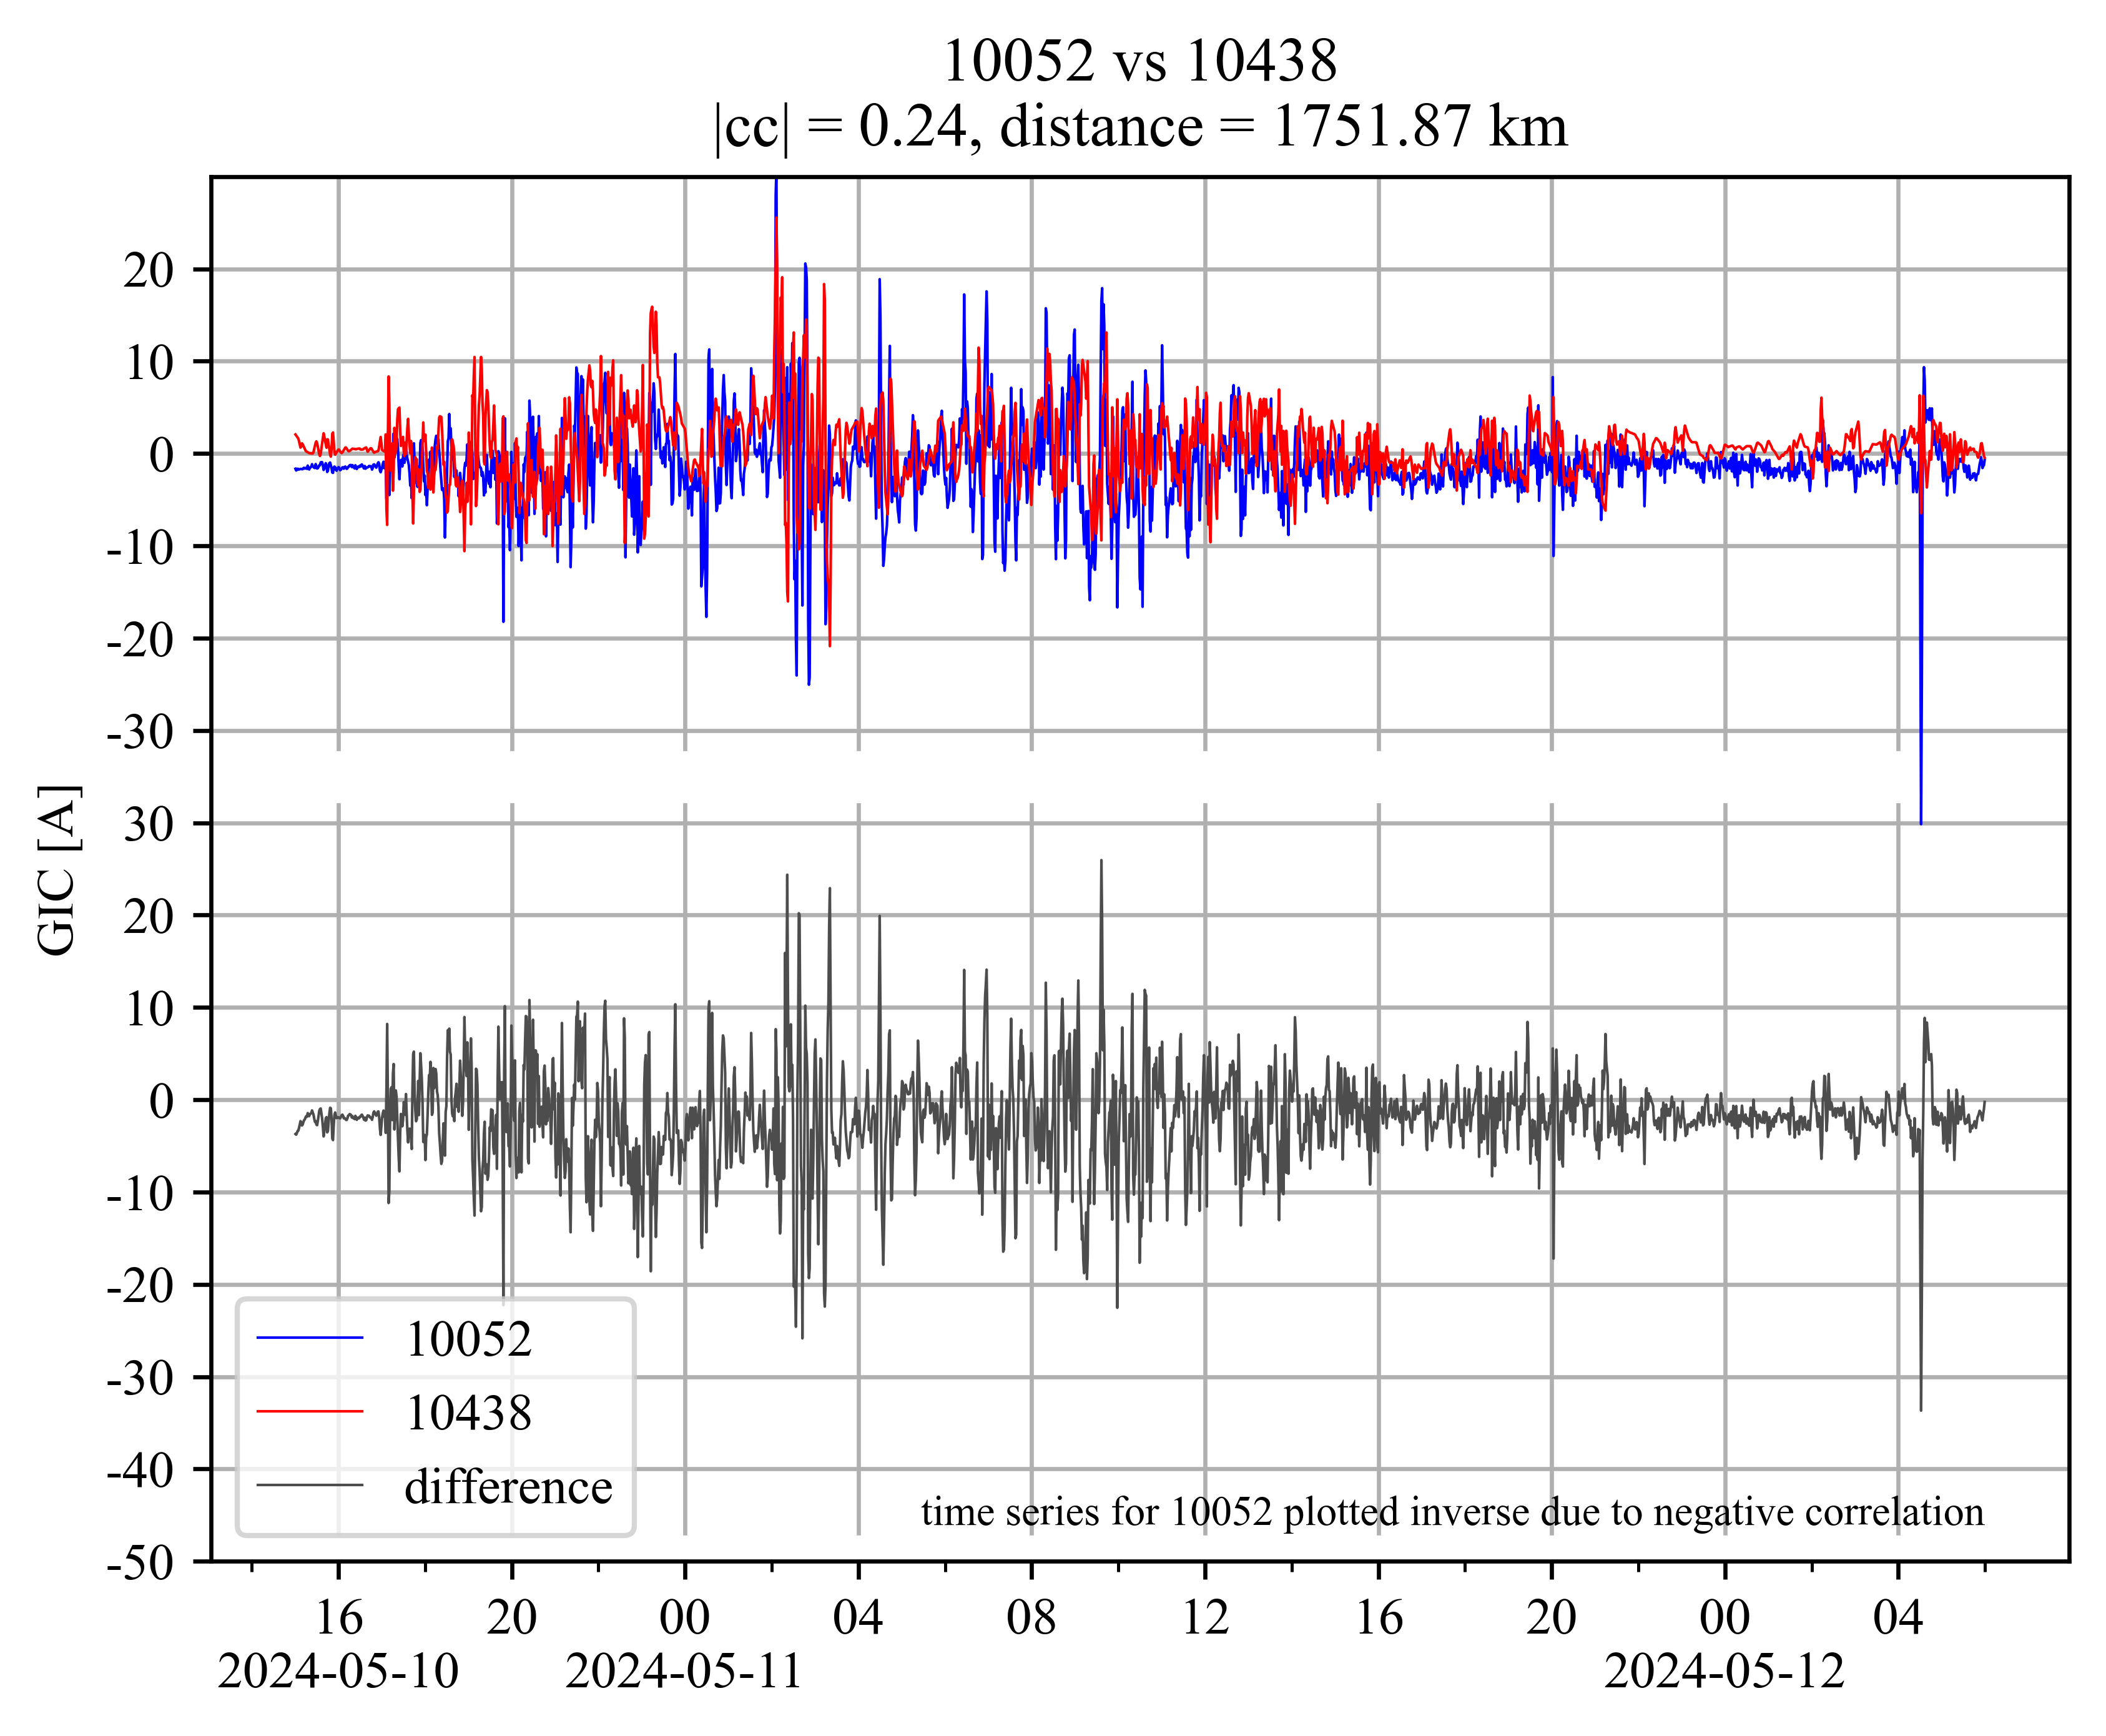 10052 vs 10438
|cc| = 0.24, distance = 1751.87 km
GIC [A]
20
10
0
-10
-20
-30
30
20
10
0
-10
-20
-30
-40
-50
10052
10438
difference
time series for 10052 plotted inverse due to negative correlation
16 20 00 04 08 12 16 20 00 04
2024-05-10 2024-05-11 2024-05-12